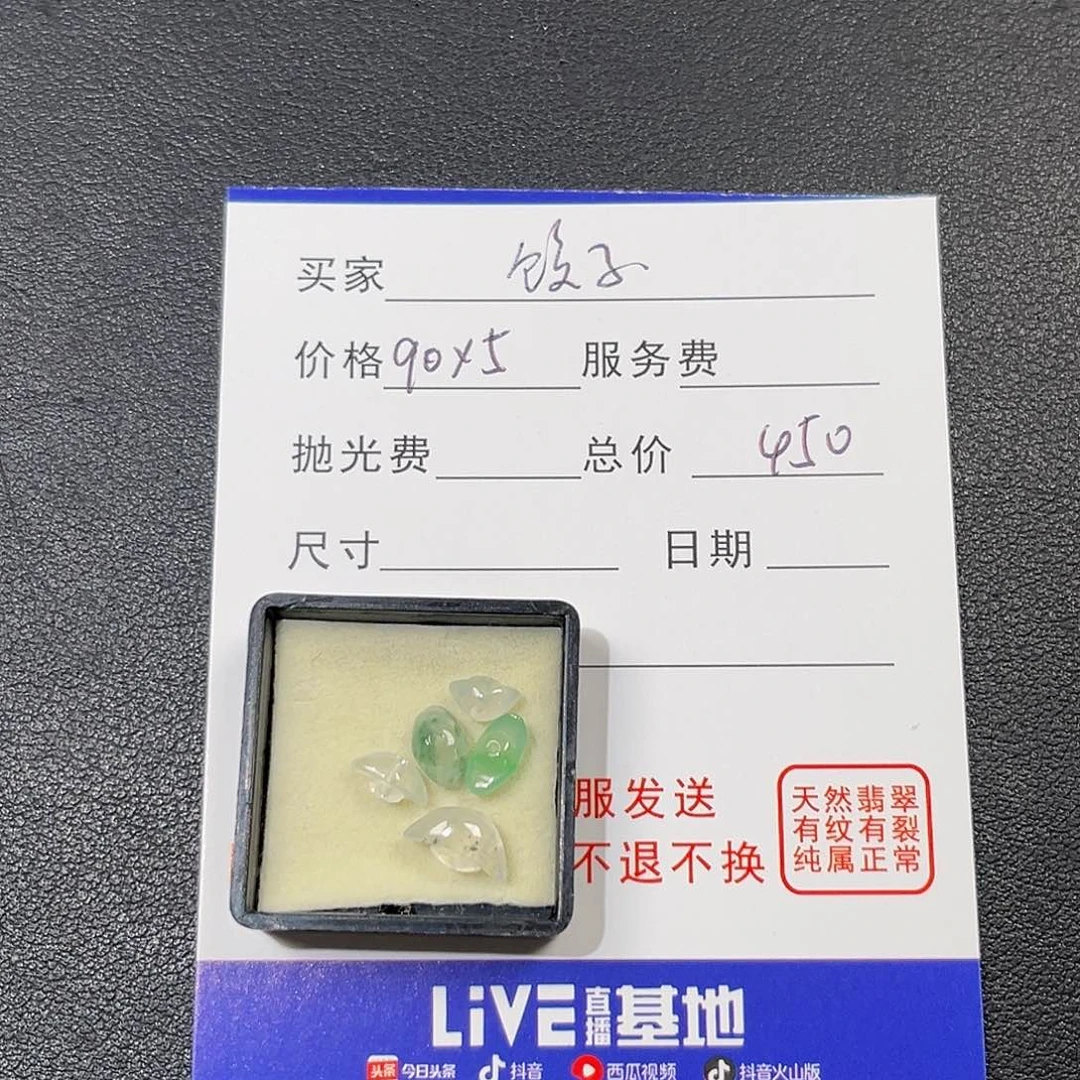 买家 饺子
价格 90x5 服务费
抛光费 总价 450
尺寸 日期
服发送
不退不换
天然翡翠
有纹有裂
纯属正常
LiVE直播基地
头条 今日头条 抖音 西瓜视频 抖音火山版